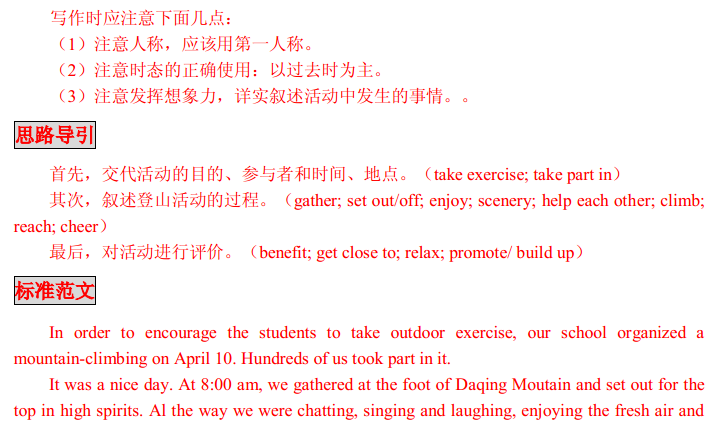 写作时应注意下面几点：
（1）注意人称，应该用第一人称。
（2）注意时态的正确使用：以过去时为主。
（3）注意发挥想象力，详实叙述活动中发生的事情。。
思路导引
首先，交代活动的目的、参与者和时间、地点。（take exercise; take part in）
其次，叙述登山活动的过程。（gather; set out/off; enjoy; scenery; help each other; climb;
reach; cheer）
最后，对活动进行评价。（benefit; get close to; relax; promote/ build up）
标准范文
In order to encourage the students to take outdoor exercise, our school organized a
mountain-climbing on April 10. Hundreds of us took part in it.
It was a nice day. At 8:00 am, we gathered at the foot of Daqing Moutain and set out for the
top in high spirits. Al the way we were chatting, singing and laughing, enjoying the fresh air and